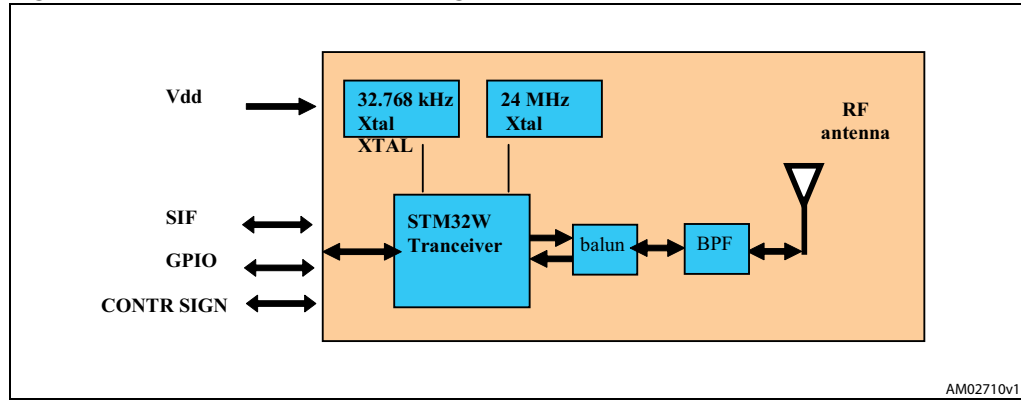 Vdd
32.768 kHz
Xtal
XTAL
24 MHz
Xtal
RF
antenna
SIF
GPIO
CONTR SIGN
STM32W
Tranceiver
balun
BPF
AM02710v1